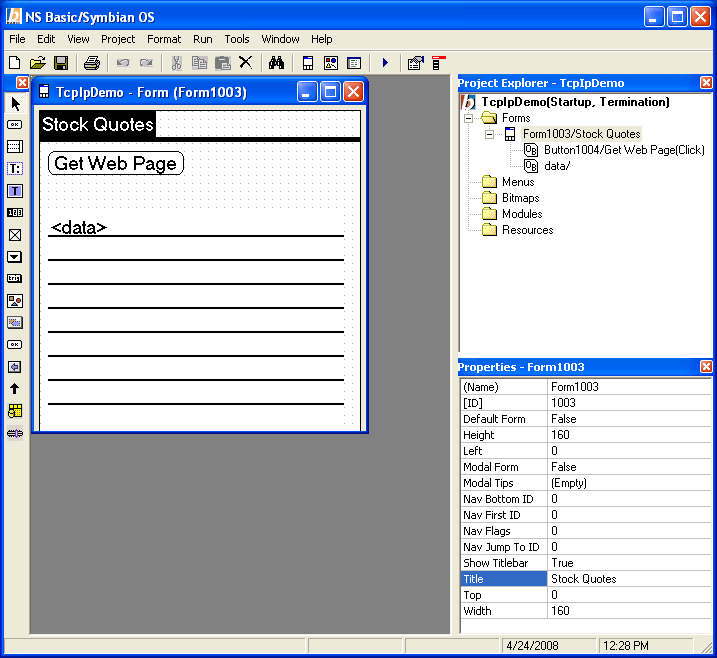 NS Basic/Symbian OS
File Edit View Project Format Run Tools Window Help
TcpIpDemo - Form (Form1003)
Stock Quotes
Get Web Page
<data>
Project Explorer - TcpIpDemo
TcpIpDemo(Startup, Termination)
Forms
Form1003/Stock Quotes
Button1004/Get Web Page(Click)
data/
Menus
Bitmaps
Modules
Resources
Properties - Form1003
(Name) Form1003
[ID] 1003
Default Form False
Height 160
Left 0
Modal Form False
Modal Tips (Empty)
Nav Bottom ID 0
Nav First ID 0
Nav Flags 0
Nav Jump To ID 0
Show Titlebar True
Title Stock Quotes
Top 0
Width 160
4/24/2008 12:28 PM